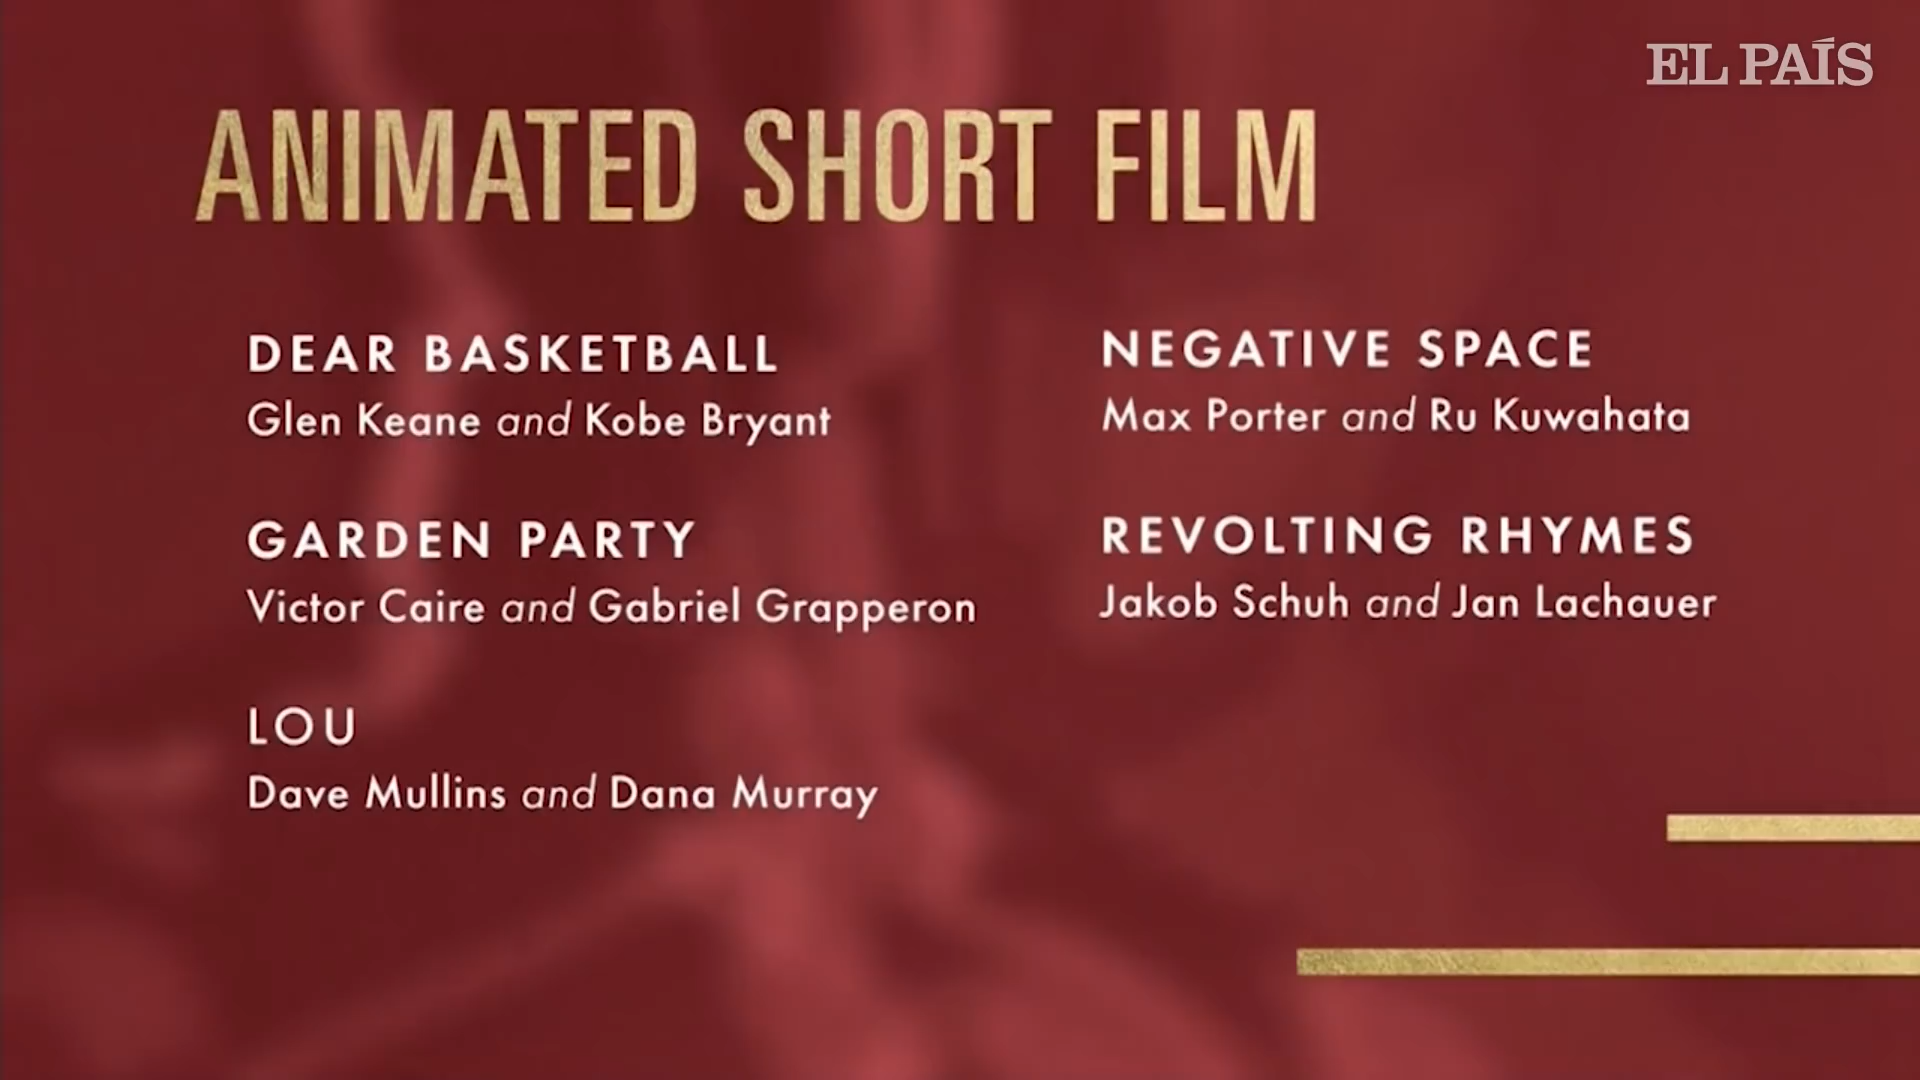 EL PAÍS
ANIMATED SHORT FILM
DEAR BASKETBALL
Glen Keane and Kobe Bryant
GARDEN PARTY
Victor Caire and Gabriel Grapperon
LOU
Dave Mullins and Dana Murray
NEGATIVE SPACE
Max Porter and Ru Kuwahata
REVOLTING RHYMES
Jakob Schuh and Jan Lachauer